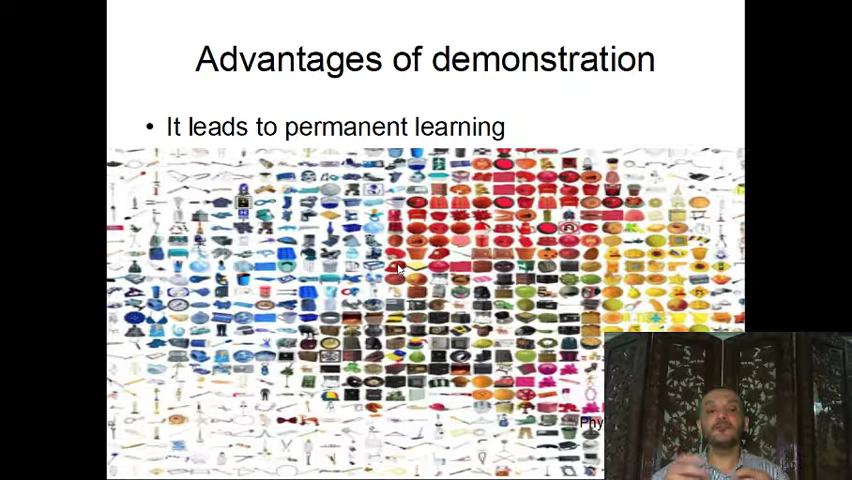 Advantages of demonstration
• It leads to permanent learning